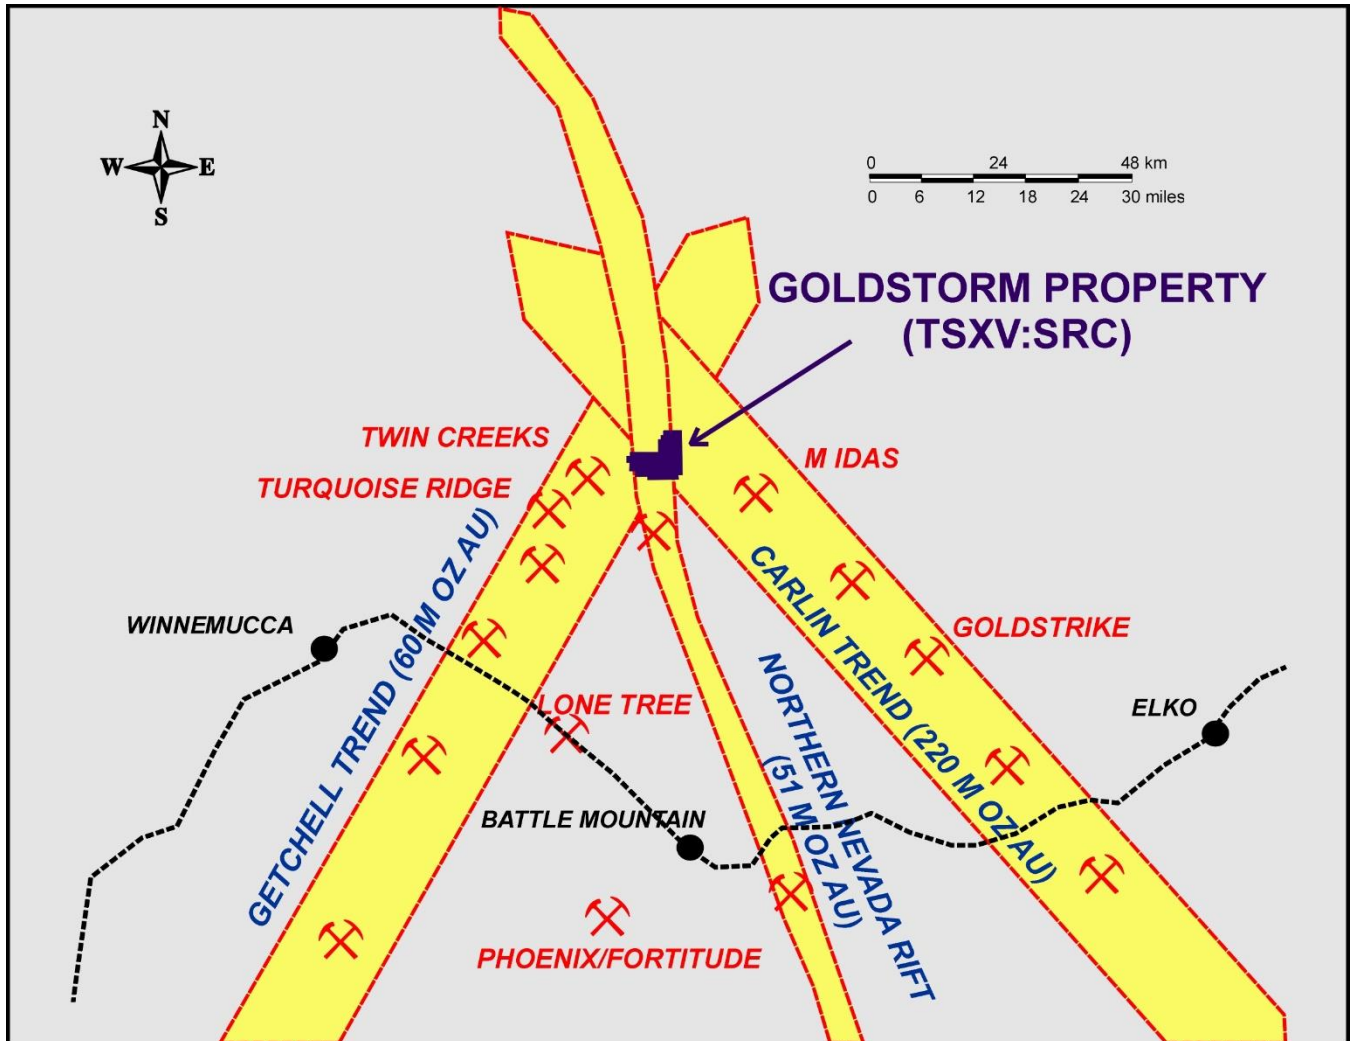 N
W E
S
0 24 48 km
0 6 12 18 24 30 miles
GOLDSTORM PROPERTY
(TSXV:SRC)
TWIN CREEKS
M IDAS
TURQUOISE RIDGE
GETCHELL TREND (60 M OZ AU)
CARLIN TREND (220 M OZ AU)
WINNEMUCCA
GOLDSTRIKE
NORTHERN NEVADA RIFT
(51 M OZ AU)
LONE TREE
ELKO
BATTLE MOUNTAIN
PHOENIX/FORTITUDE